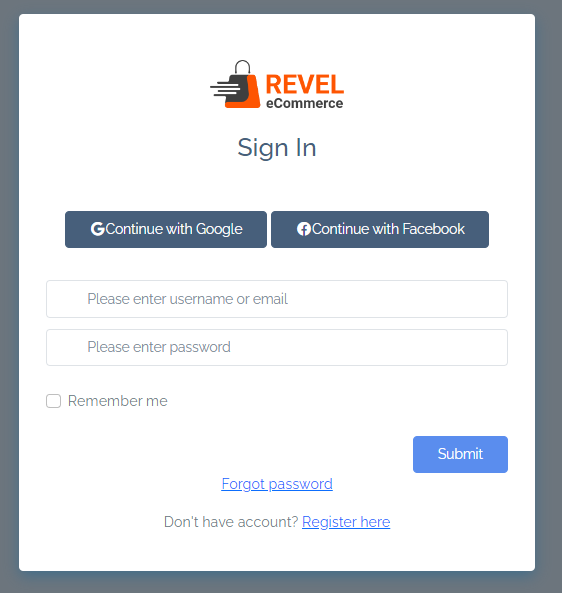 REVEL
eCommerce
Sign In
Continue with Google
Continue with Facebook
Please enter username or email
Please enter password
Remember me
Submit
Forgot password
Don't have account? Register here